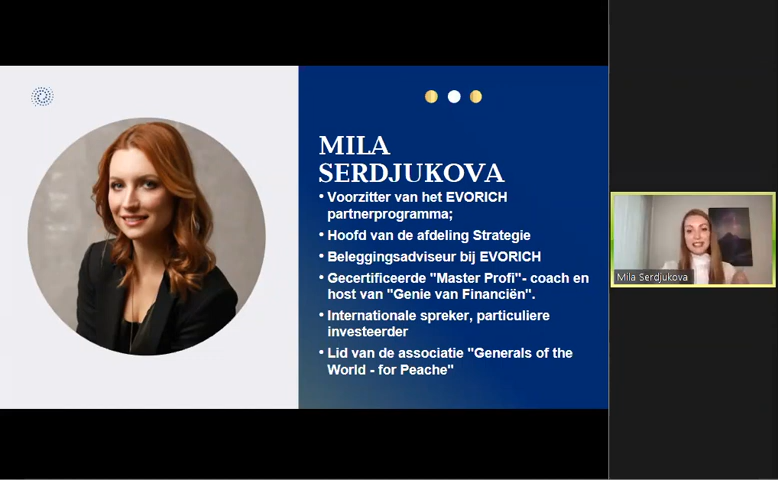 MILA
SERDJUKOVA
• Voorzitter van het EVORICH
partnerprogramma;
• Hoofd van de afdeling Strategie
• Beleggingsadviseur bij EVORICH
• Gecertificeerde "Master Profi"- coach en
host van "Genie van Financiën".
• Internationale spreker, particuliere
investeerder
• Lid van de associatie "Generals of the
World - for Peache"
Mila Serdjukova